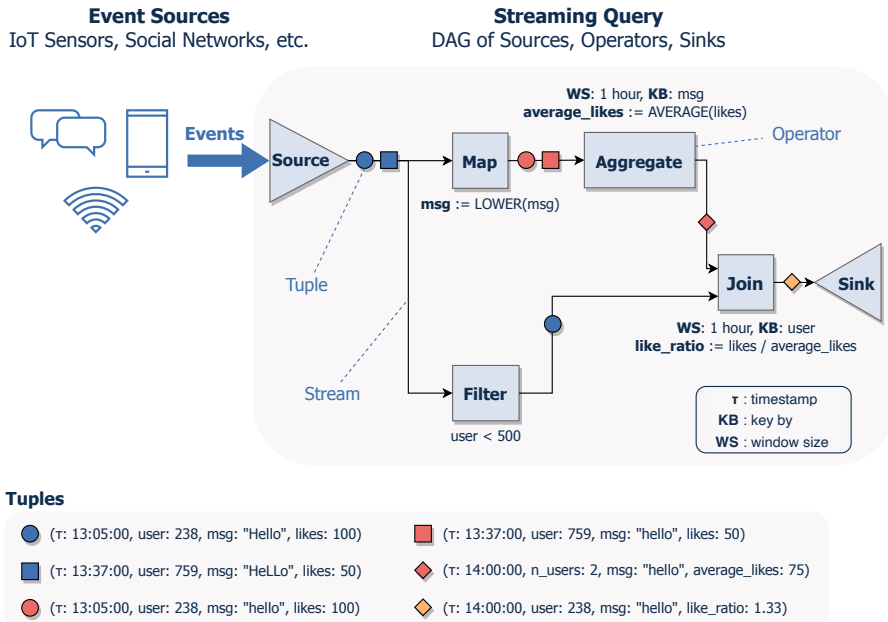 Event Sources
IoT Sensors, Social Networks, etc.
Streaming Query
DAG of Sources, Operators, Sinks
Events
Source
Map
msg := LOWER(msg)
WS: 1 hour, KB: msg
average_likes := AVERAGE(likes)
Aggregate
Operator
Tuple
Stream
Filter
user < 500
Join
WS: 1 hour, KB: user
like_ratio := likes / average_likes
Sink
τ : timestamp
KB : key by
WS : window size
Tuples
(τ: 13:05:00, user: 238, msg: "Hello", likes: 100)
(τ: 13:37:00, user: 759, msg: "HeLLo", likes: 50)
(τ: 13:05:00, user: 238, msg: "hello", likes: 100)
(τ: 13:37:00, user: 759, msg: "hello", likes: 50)
(τ: 14:00:00, n_users: 2, msg: "hello", average_likes: 75)
(τ: 14:00:00, user: 238, msg: "hello", like_ratio: 1.33)